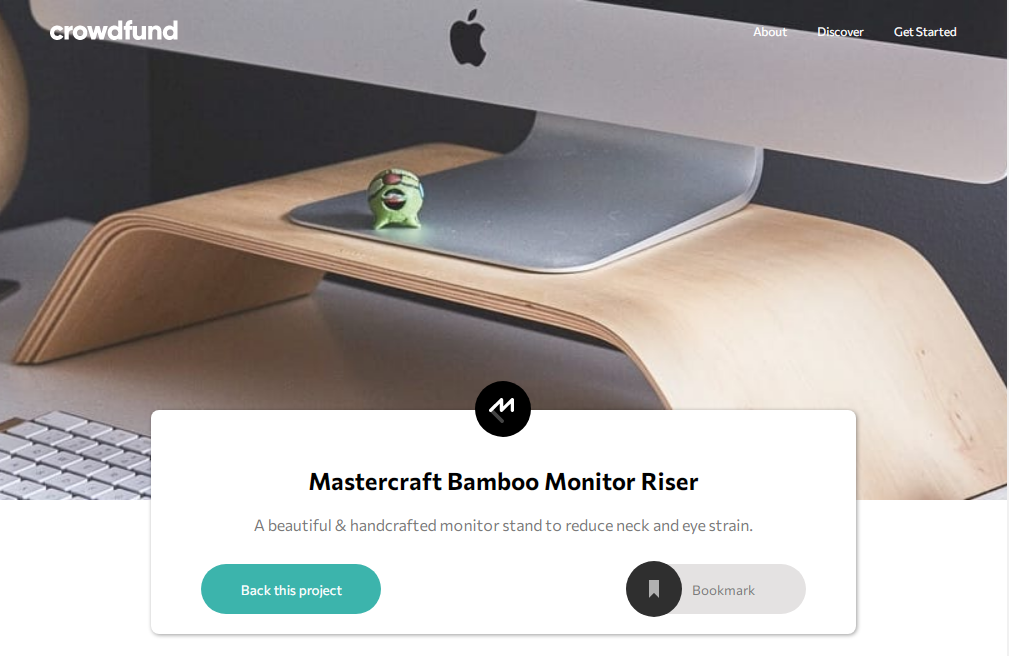 crowdfund
About Discover Get Started
Mastercraft Bamboo Monitor Riser
A beautiful & handcrafted monitor stand to reduce neck and eye strain.
Back this project
Bookmark